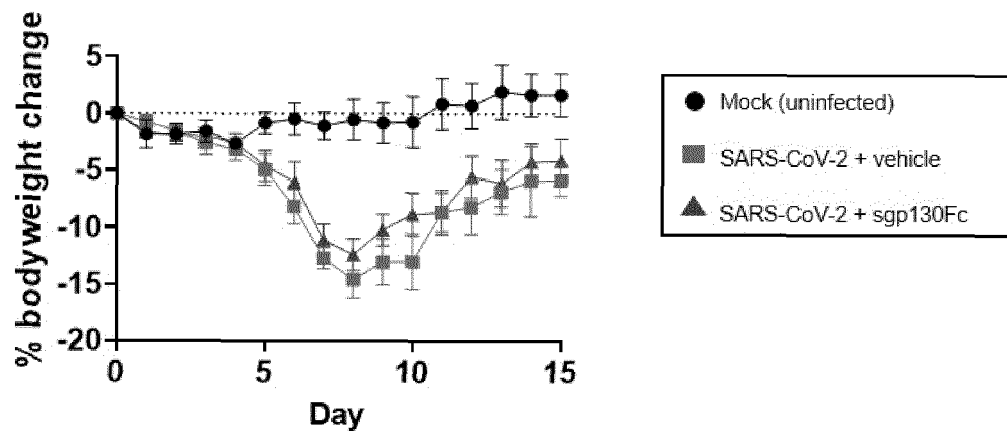 % bodyweight change
5
0
-5
-10
-15
-20
0
5
10
15
Day
Mock (uninfected)
SARS-CoV-2 + vehicle
SARS-CoV-2 + sgp130Fc